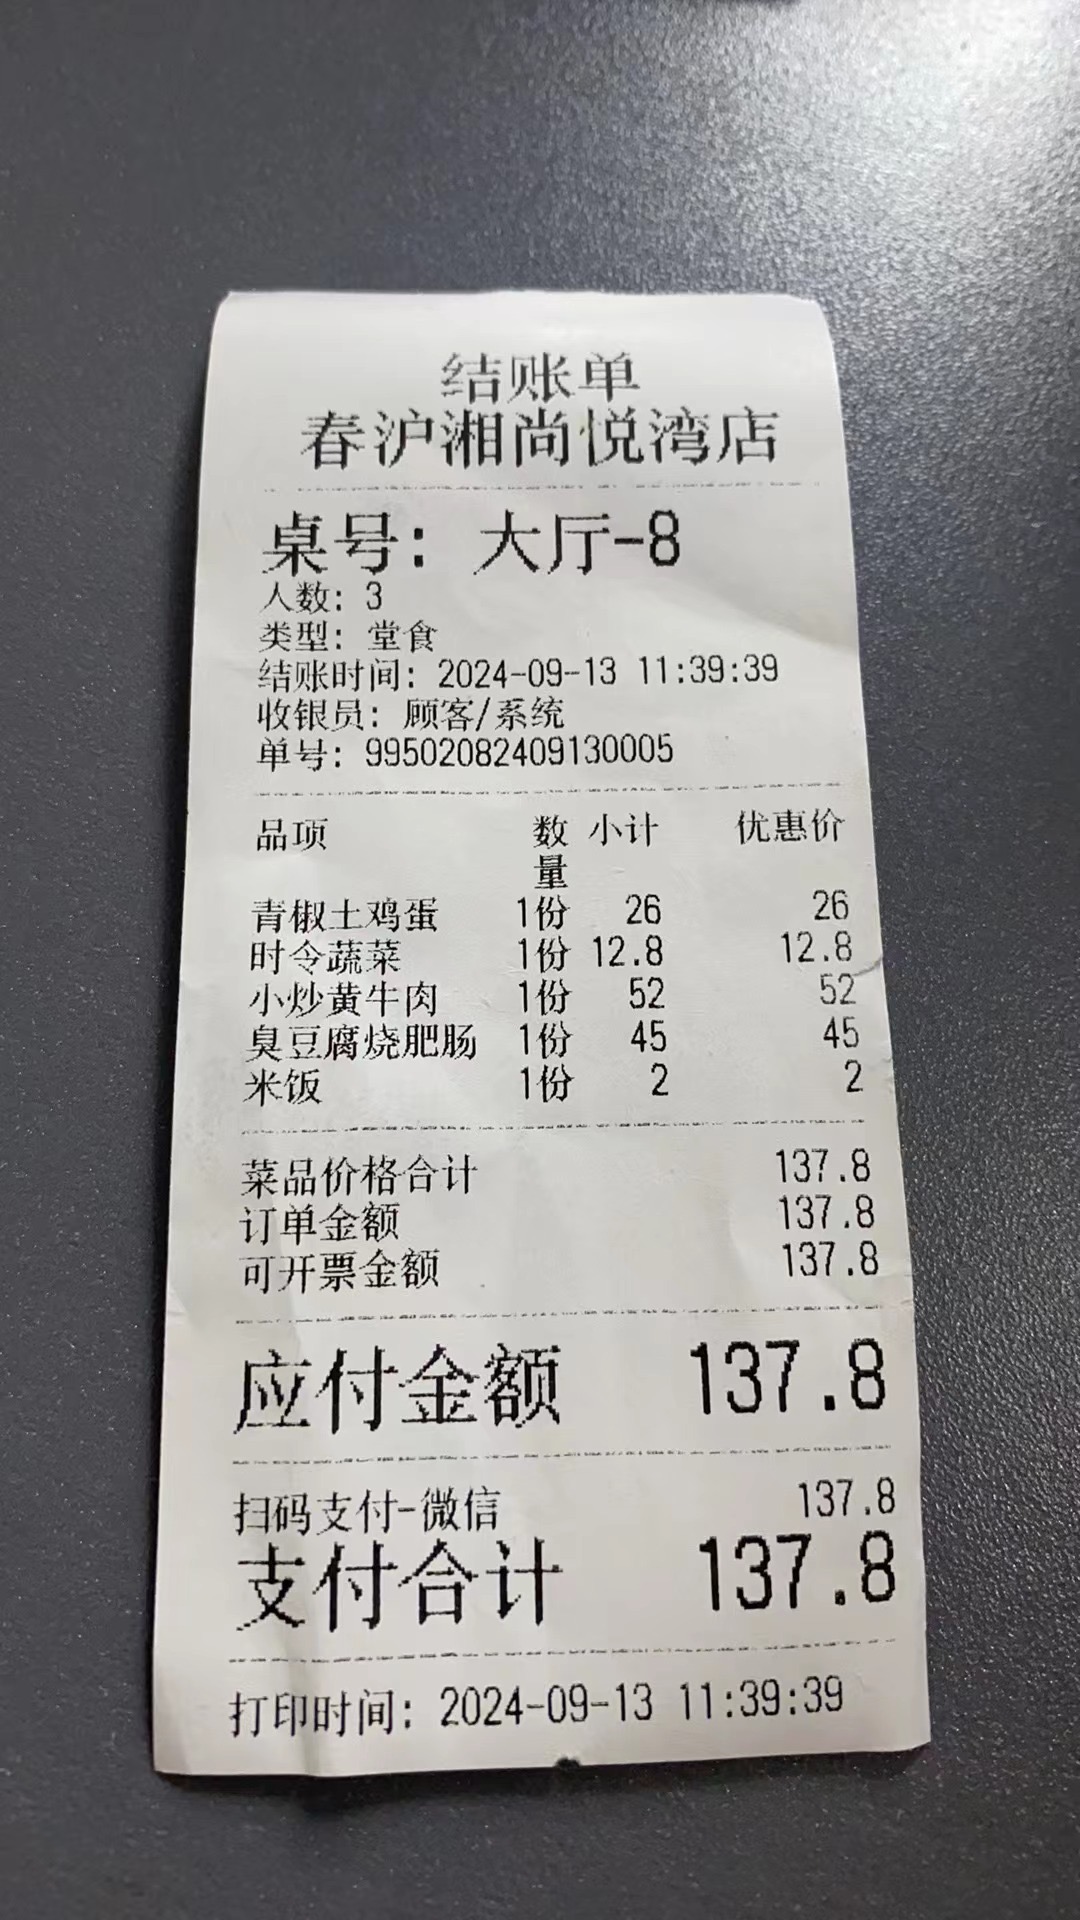 结账单
春沪湘尚悦湾店
桌号: 大厅-8
人数: 3
类型: 堂食
结账时间: 2024-09-13 11:39:39
收银员: 顾客/系统
单号: 99502082409130005
品项 数量 小计 优惠价
青椒土鸡蛋 1份 26 26
时令蔬菜 1份 12.8 12.8
小炒黄牛肉 1份 52 52
臭豆腐烧肥肠 1份 45 45
米饭 1份 2 2
菜品价格合计 137.8
订单金额 137.8
可开票金额 137.8
应付金额 137.8
扫码支付-微信 137.8
支付合计 137.8
打印时间: 2024-09-13 11:39:39